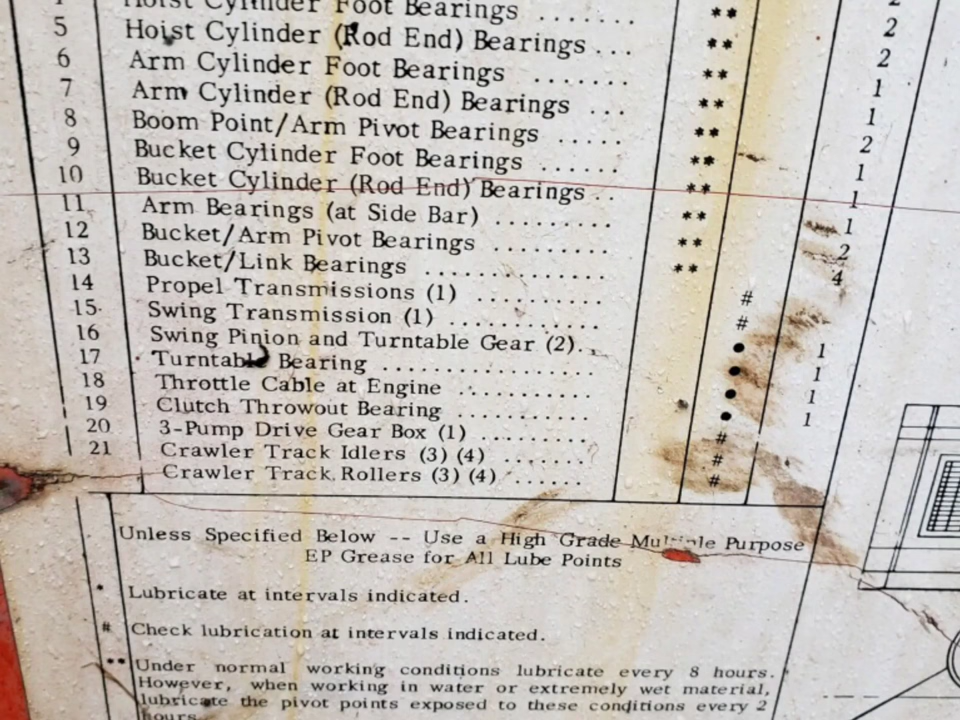 Hoist Cylinder Foot Bearings ........ ** 2
5 Hoist Cylinder (Rod End) Bearings ... ** 2
6 Arm Cylinder Foot Bearings ....... ** 1
7 Arm Cylinder (Rod End) Bearings ... ** 1
8 Boom Point/Arm Pivot Bearings ...... ** 2
9 Bucket Cylinder Foot Bearings ...... ** 1
10 Bucket Cylinder (Rod End) Bearings .. ** 1
11 Arm Bearings (at Side Bar) ......... ** 1
12 Bucket/Arm Pivot Bearings ......... ** 2
13 Bucket/Link Bearings .............. ** 4
14 Propel Transmissions (1) .......... #
15 Swing Transmission (1) ............ #
16 Swing Pinion and Turntable Gear (2). .. • 1
17 Turntable Bearing ................. • 1
18 Throttle Cable at Engine ........... • 1
19 Clutch Throwout Bearing ........... • 1
20 3-Pump Drive Gear Box (1) ......... #
21 Crawler Track Idlers (3) (4) ....... #
Crawler Track Rollers (3) (4) ...... #
Unless Specified Below -- Use a High Grade Multiple Purpose
EP Grease for All Lube Points
• Lubricate at intervals indicated.
# Check lubrication at intervals indicated.
** Under normal working conditions lubricate every 8 hours.
However, when working in water or extremely wet material,
lubricate the pivot points exposed to these conditions every 2
hours.